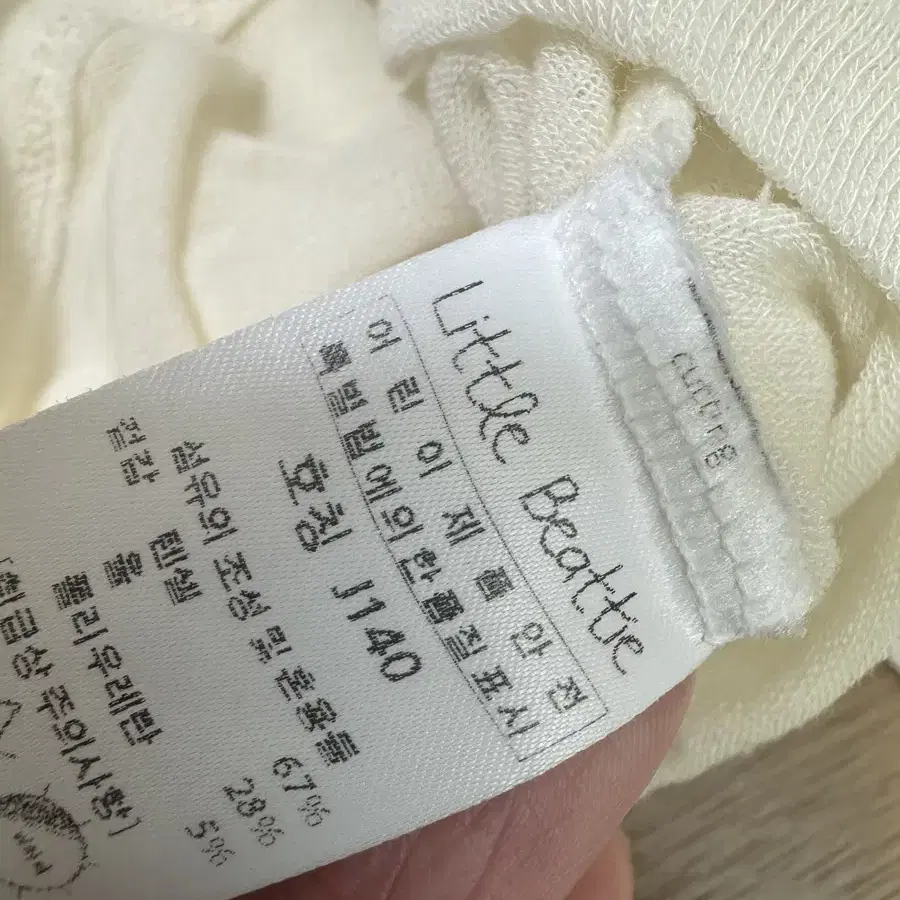 Little Beattie
어린이제품안전
특별법에의한품질표시
호칭 J140
섬유의 조성 및 혼용률
겉감 텐셀 67%
울 28%
폴리우레탄 5%
[취급상 주의사항]